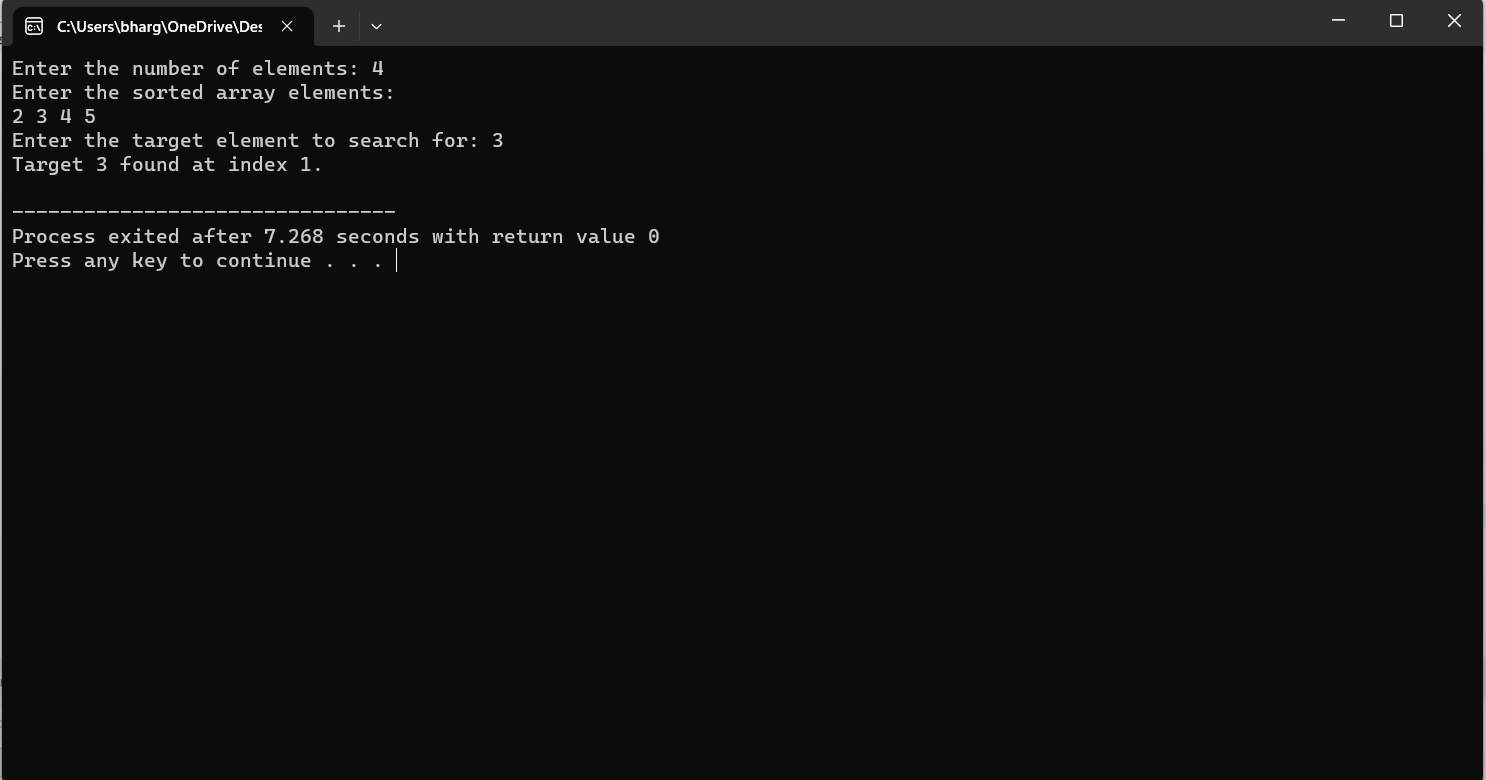 C:\Users\bharg\OneDrive\Des
Enter the number of elements: 4
Enter the sorted array elements:
2 3 4 5
Enter the target element to search for: 3
Target 3 found at index 1.
--------------------------------
Process exited after 7.268 seconds with return value 0
Press any key to continue . . .